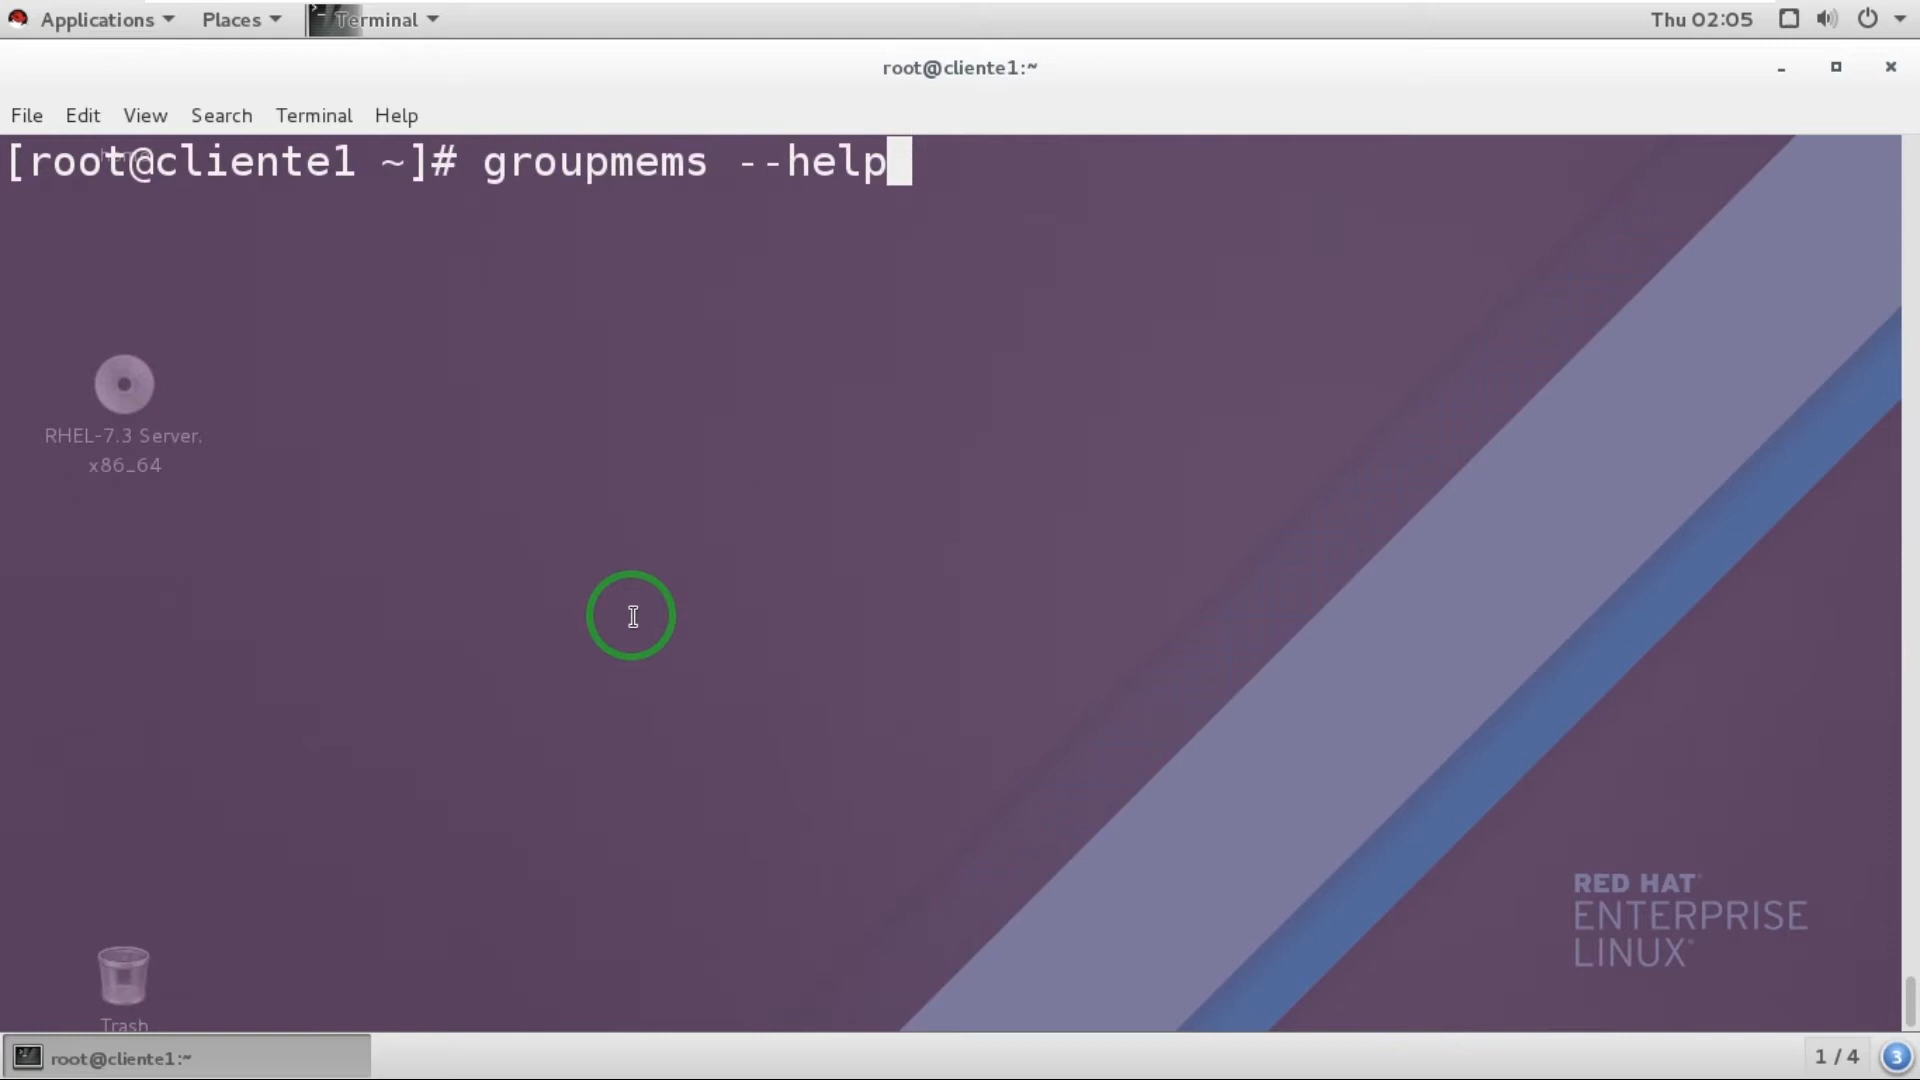 Applications Places Terminal Thu 02:05
root@cliente1:~
File Edit View Search Terminal Help
[root@cliente1 ~]# groupmems --help
home
RHEL-7.3 Server.
x86_64
RED HAT
ENTERPRISE
LINUX
Trash
root@cliente1:~ 1 / 4 3